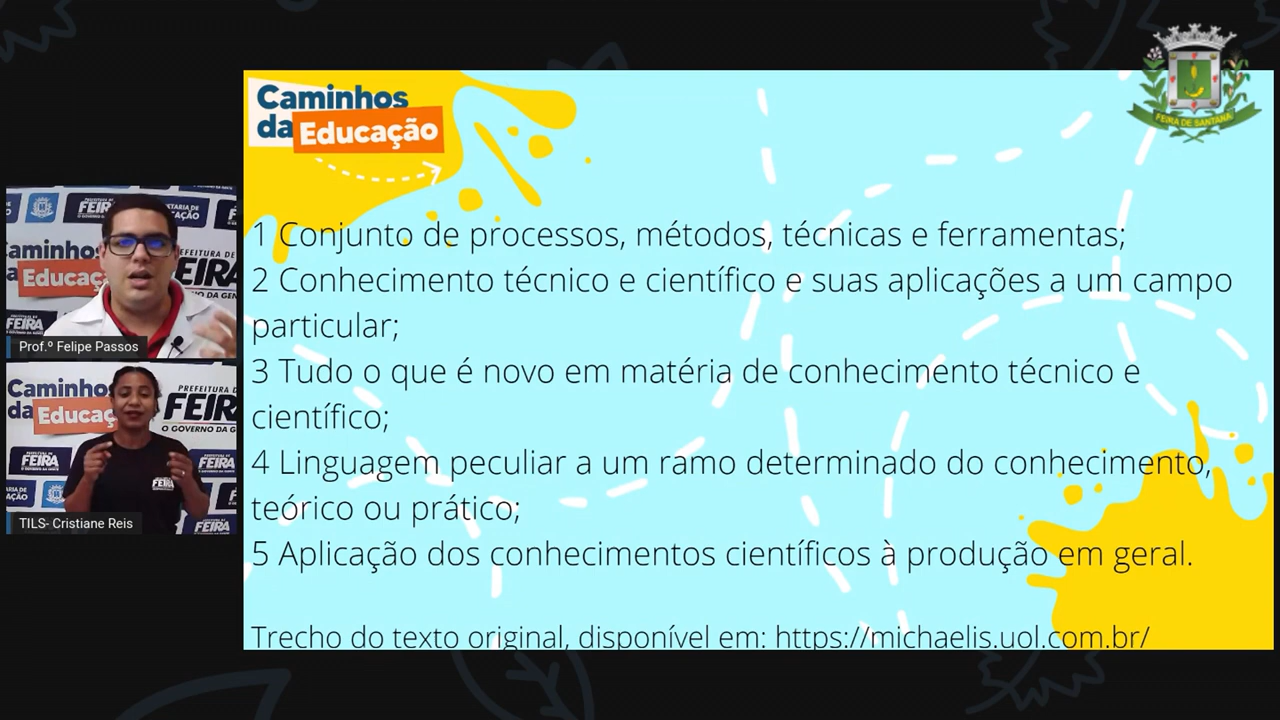 Caminhos
da Educação
FEIRA DE SANTANA
1 Conjunto de processos, métodos, técnicas e ferramentas;
2 Conhecimento técnico e científico e suas aplicações a um campo
particular;
3 Tudo o que é novo em matéria de conhecimento técnico e
científico;
4 Linguagem peculiar a um ramo determinado do conhecimento,
teórico ou prático;
5 Aplicação dos conhecimentos científicos à produção em geral.
Trecho do texto original, disponível em: https://michaelis.uol.com.br/
Prof.º Felipe Passos
TILS- Cristiane Reis